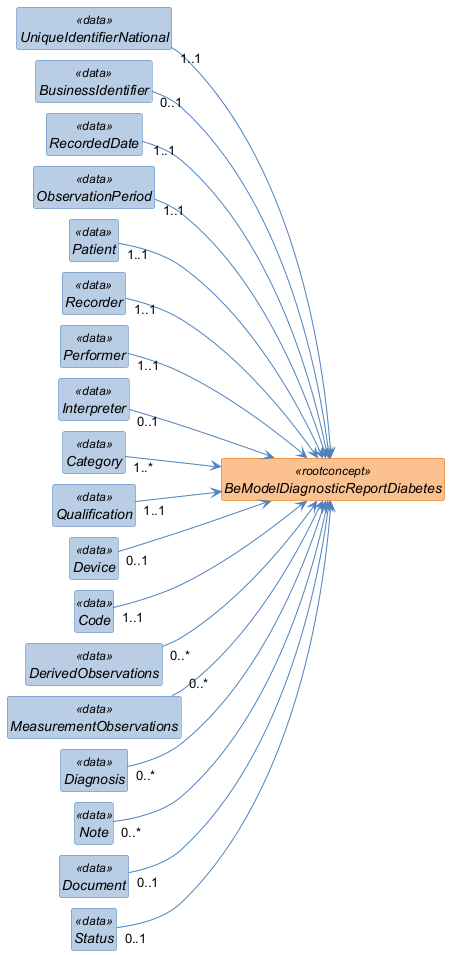 «data»
UniqueIdentifierNational
1..1
«data»
BusinessIdentifier
0..1
«data»
RecordedDate
1..1
«data»
ObservationPeriod
1..1
«data»
Patient
1..1
«data»
Recorder
1..1
«data»
Performer
1..1
«data»
Interpreter
0..1
«data»
Category
1..*
«rootconcept»
BeModelDiagnosticReportDiabetes
«data»
Qualification
1..1
«data»
Device
0..1
«data»
Code
1..1
«data»
DerivedObservations
0..*
«data»
MeasurementObservations
0..*
«data»
Diagnosis
0..*
«data»
Note
0..*
«data»
Document
0..1
«data»
Status
0..1